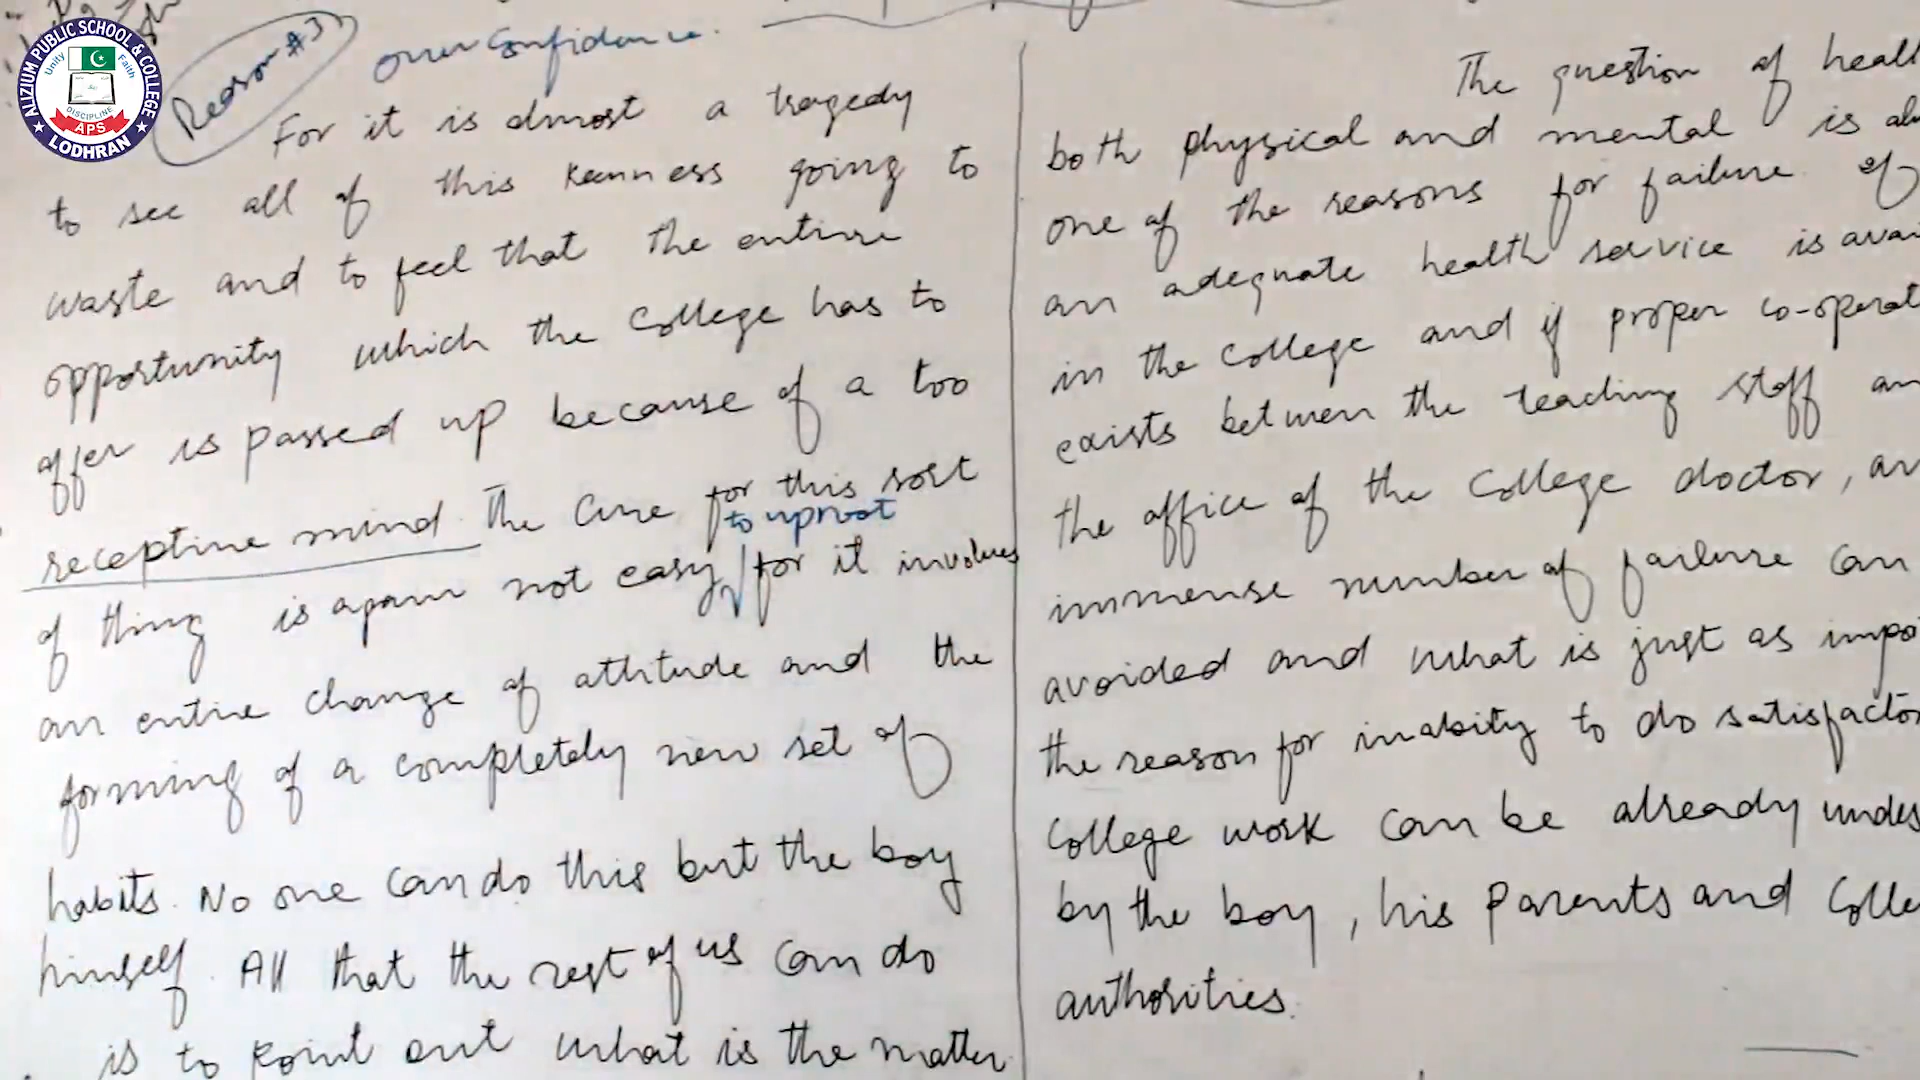 ALIZIUM PUBLIC SCHOOL & COLLEGE
Unity
Faith
DISCIPLINE
APS
LODHRAN
Reason #3
over Confidance.
For it is almost a tragedy
to see all of this keenness going to
waste and to feel that the entire
opportunity which the College has to
offer is passed up because of a too
receptive mind. The Cure for this sort
to uproot
of thing is again not easy, for it involves
an entire change of attitude and the
forming of a completely new set of
habits. No one can do this but the boy
himself. All that the rest of us can do
is to point out what is the matter
The question of healt
both physical and mental is
one of the reasons for failure. If
an adequate health service is avai
in the College and if proper co-operat
exists between the teaching staff an
the office of the College doctor, an
immense number of failure can
avoided and what is just as impo
the reason for inabity to do satisfactor
College work can be already unders
by the boy, his Parents and Colle
authorities.